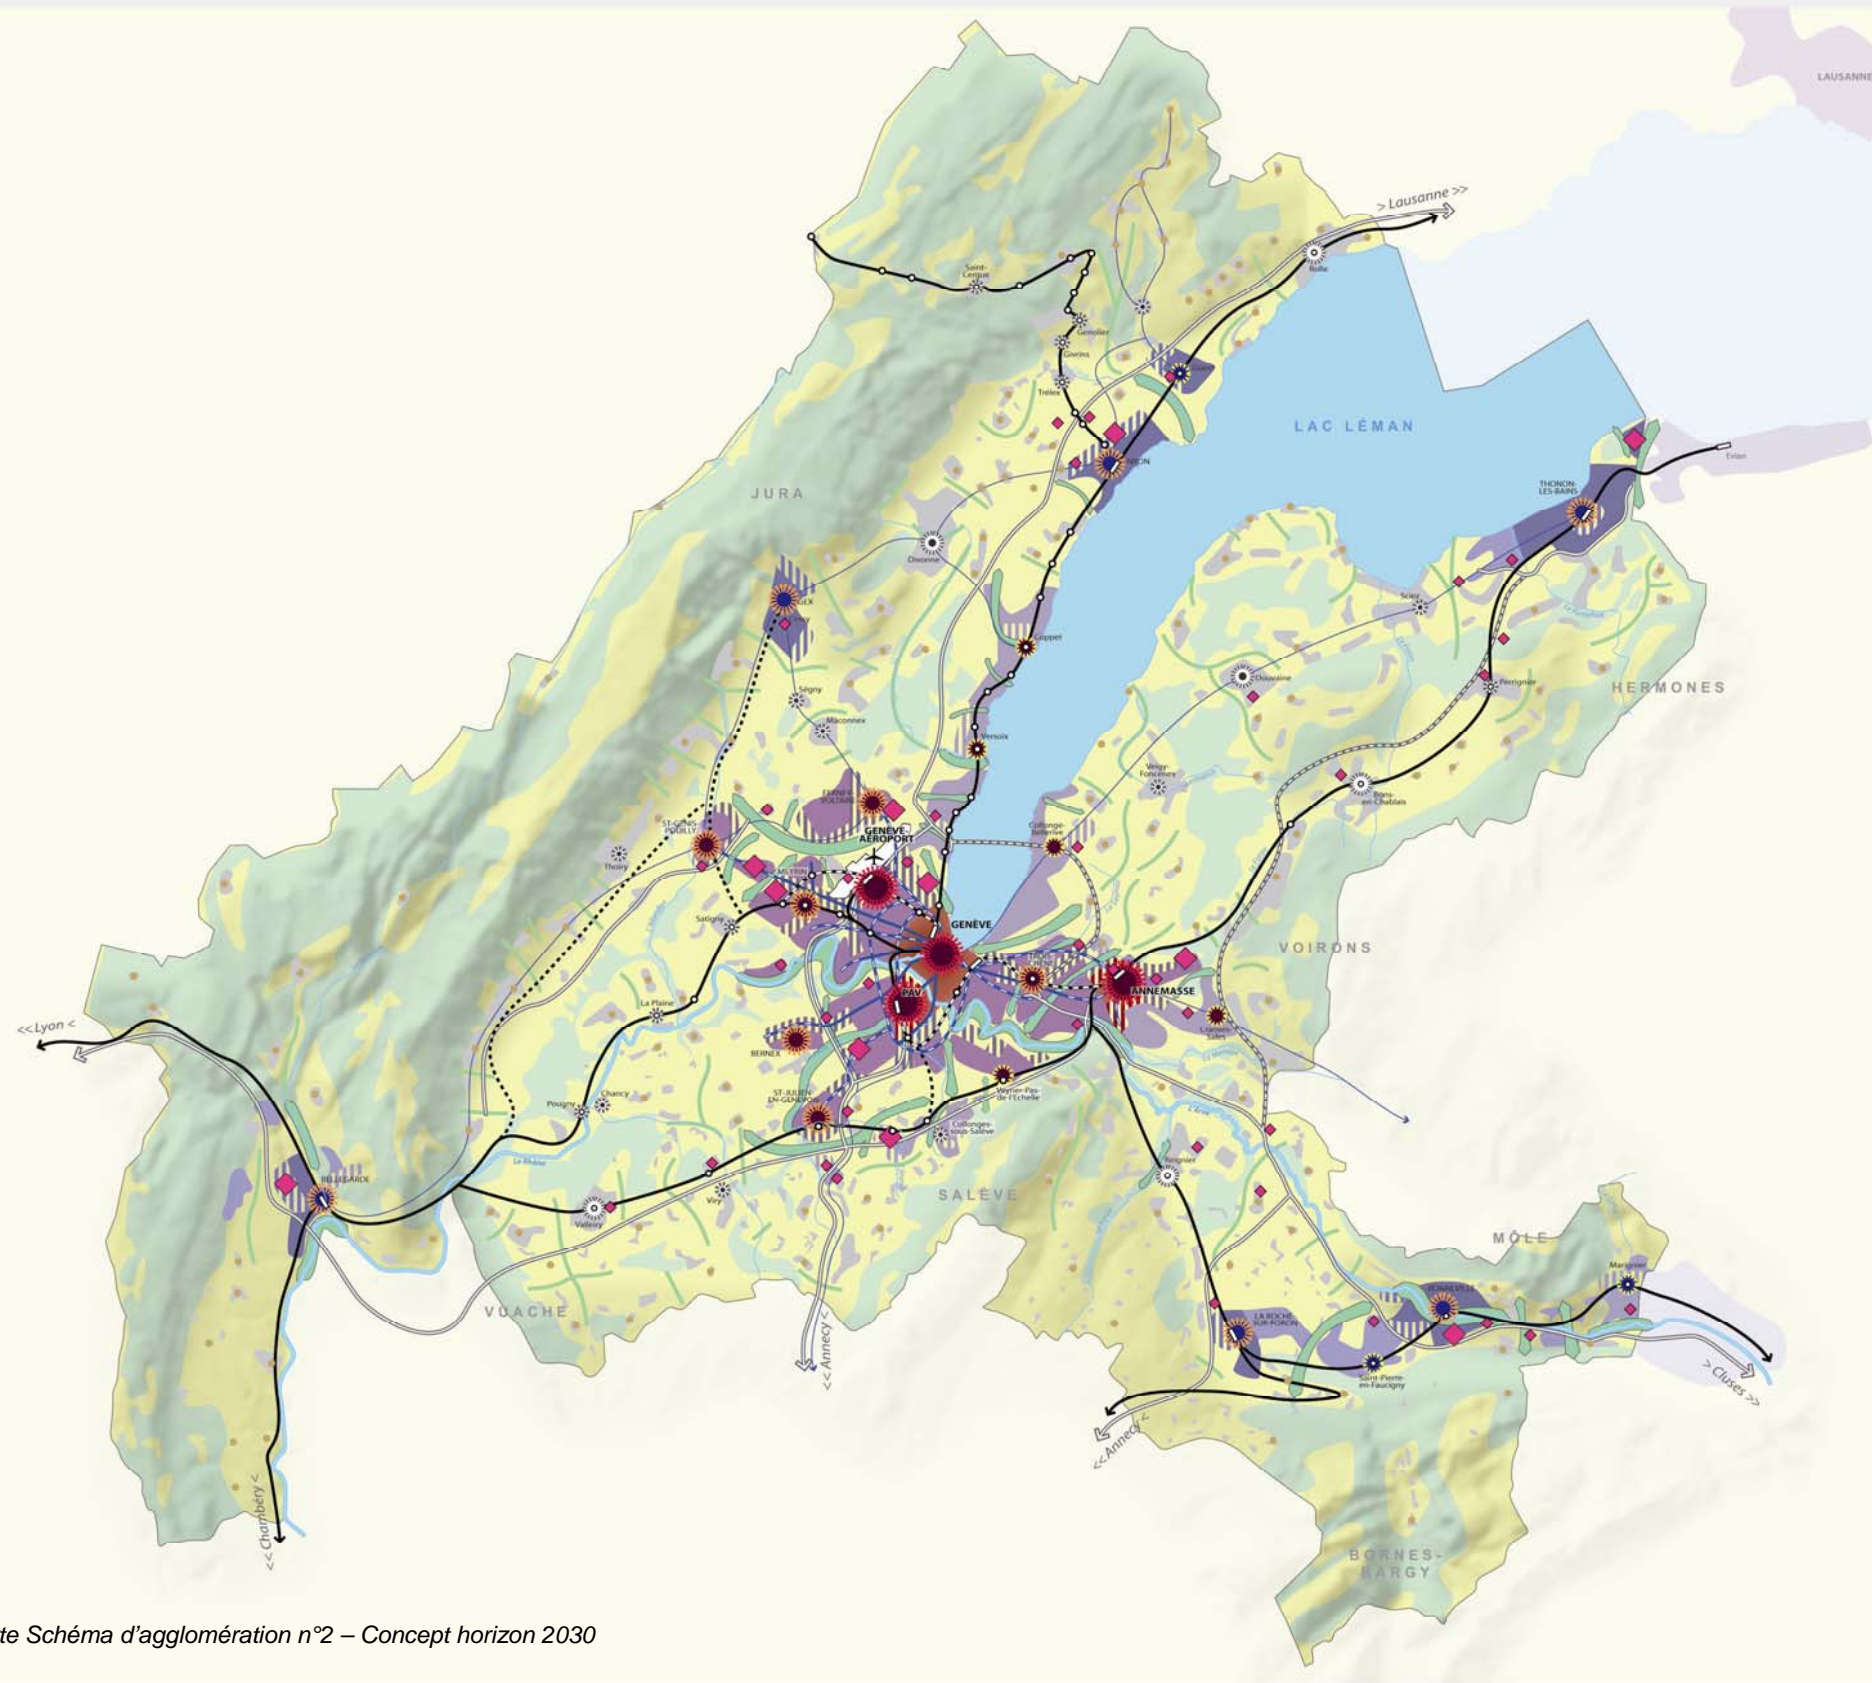 LAUSANNE
> Lausanne >>
Saint-
Cergue
Rolle
Genolier
Givrins
Gland
Trélex
LAC LÉMAN
NYON
Evian
JURA
THONON-
LES-BAINS
Divonne
GEX
Sciez
Coppet
Douvaine
Perrignier
HERMONES
Ségny
Maconnex
Versoix
Veigy-
Foncenex
Bons-
en-Chablais
FERNEY-
VOLTAIRE
ST-GENIS-
POUILLY
GENÈVE-
AÉROPORT
Collonge-
Bellerive
Thoiry
MEYRIN
Satigny
GENÈVE
VOIRONS
ANNEMASSE
PAV
La Plaine
<< Lyon <
BERNEX
Pougny
Chancy
ST-JULIEN-
EN-GENEVOIS
Veyrier-Pas-
de-l'Echelle
L'Arve
Collonges-
sous-Salève
Le Rhône
Reignier
BELLEGARDE
Viry
SALÈVE
Valleiry
MÔLE
Marignier
BONNEVILLE
VUACHE
LA ROCHE-
SUR-FORON
<< Annecy <
Saint-Pierre-
en-Faucigny
> Cluses >>
<< Annecy <
<< Chambéry <
BORNES-
BARGY
te Schéma d'agglomération n°2 – Concept horizon 2030